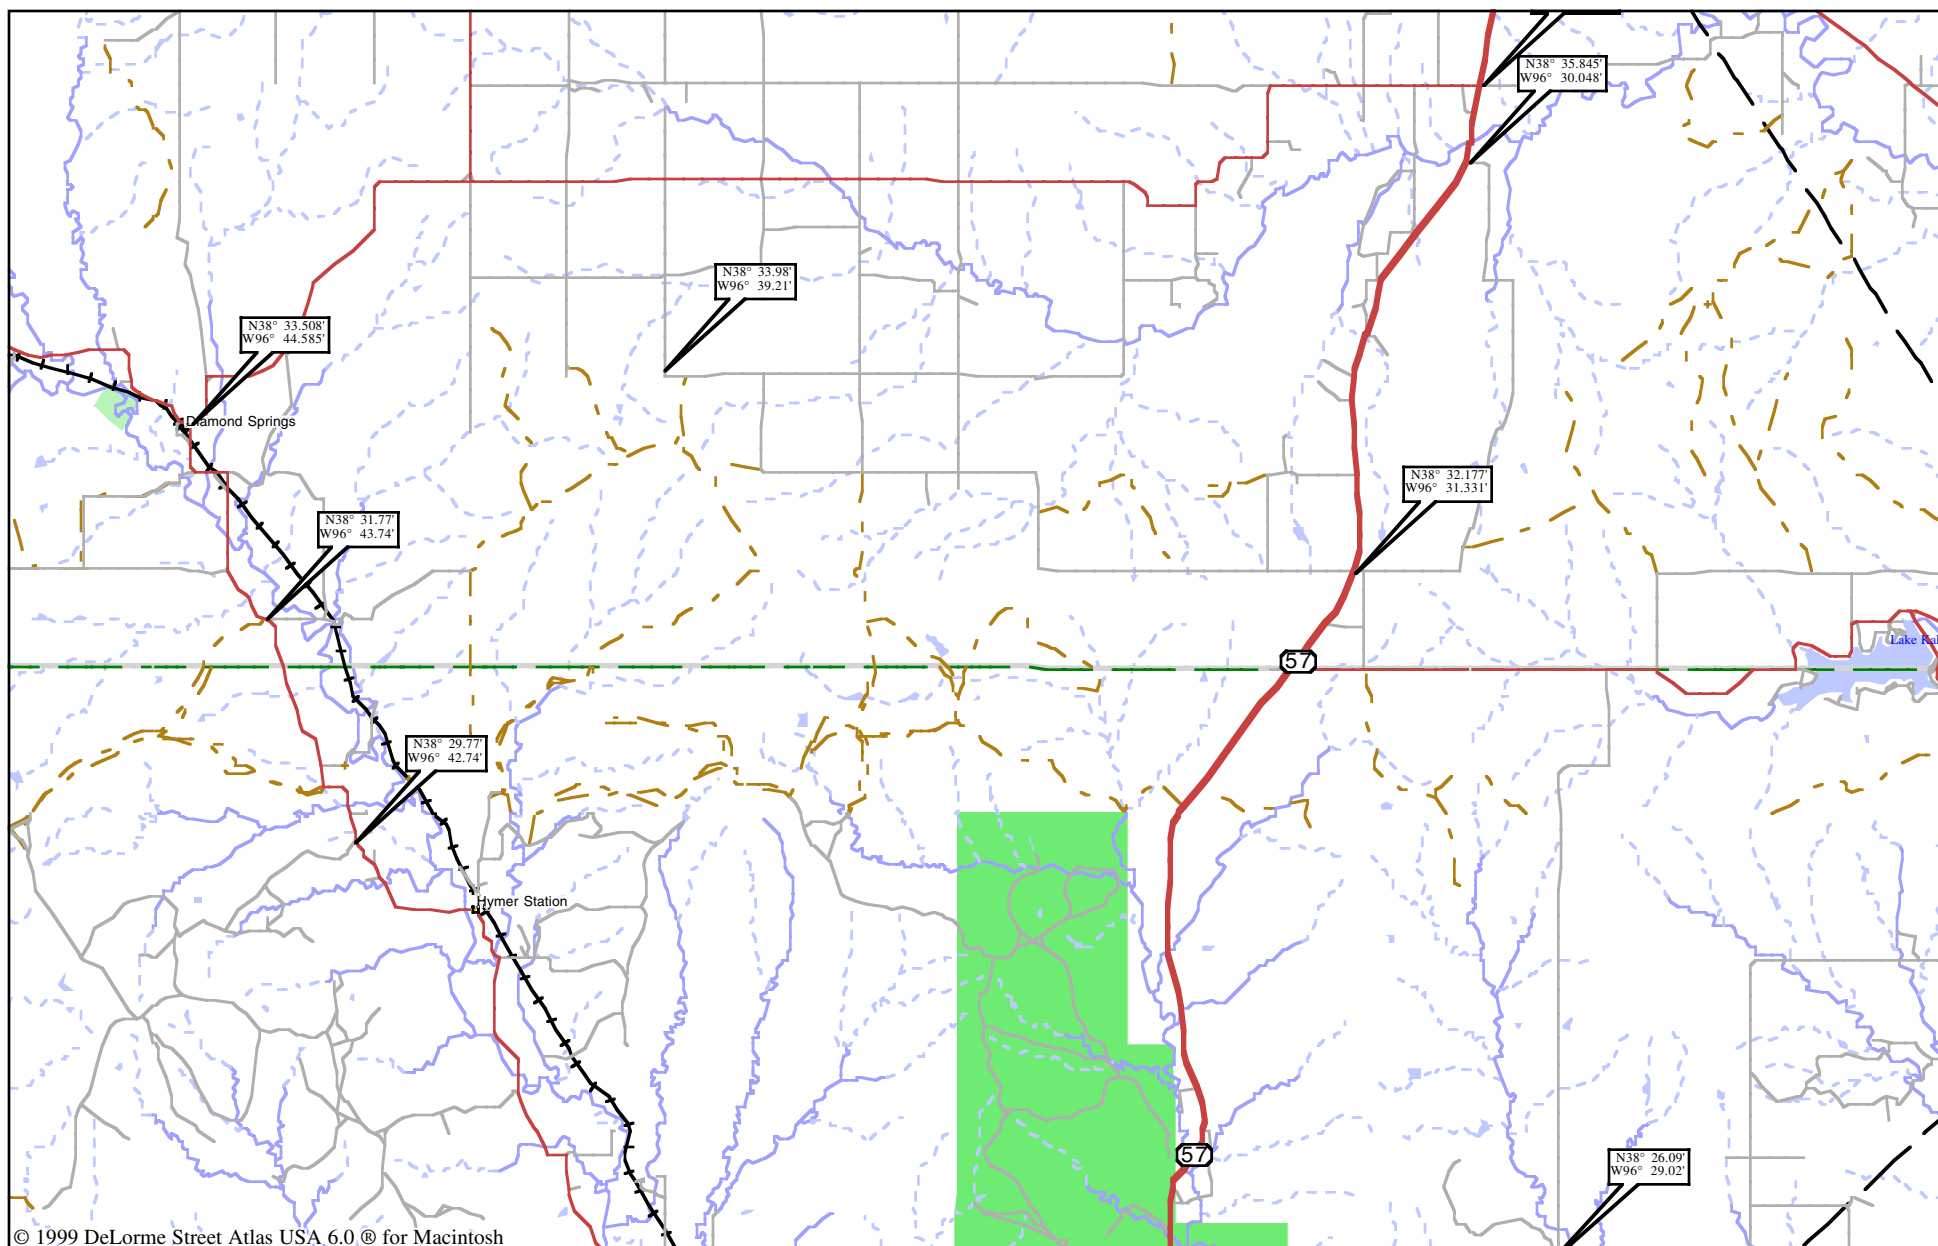 N38° 35.845'
W96° 30.048'
N38° 33.98'
W96° 39.21'
N38° 33.508'
W96° 44.585'
Diamond Springs
N38° 32.177'
W96° 31.331'
N38° 31.77'
W96° 43.74'
Lake Kah
57
N38° 29.77'
W96° 42.74'
Hymer Station
57
N38° 26.09'
W96° 29.02'
© 1999 DeLorme Street Atlas USA 6.0 ® for Macintosh